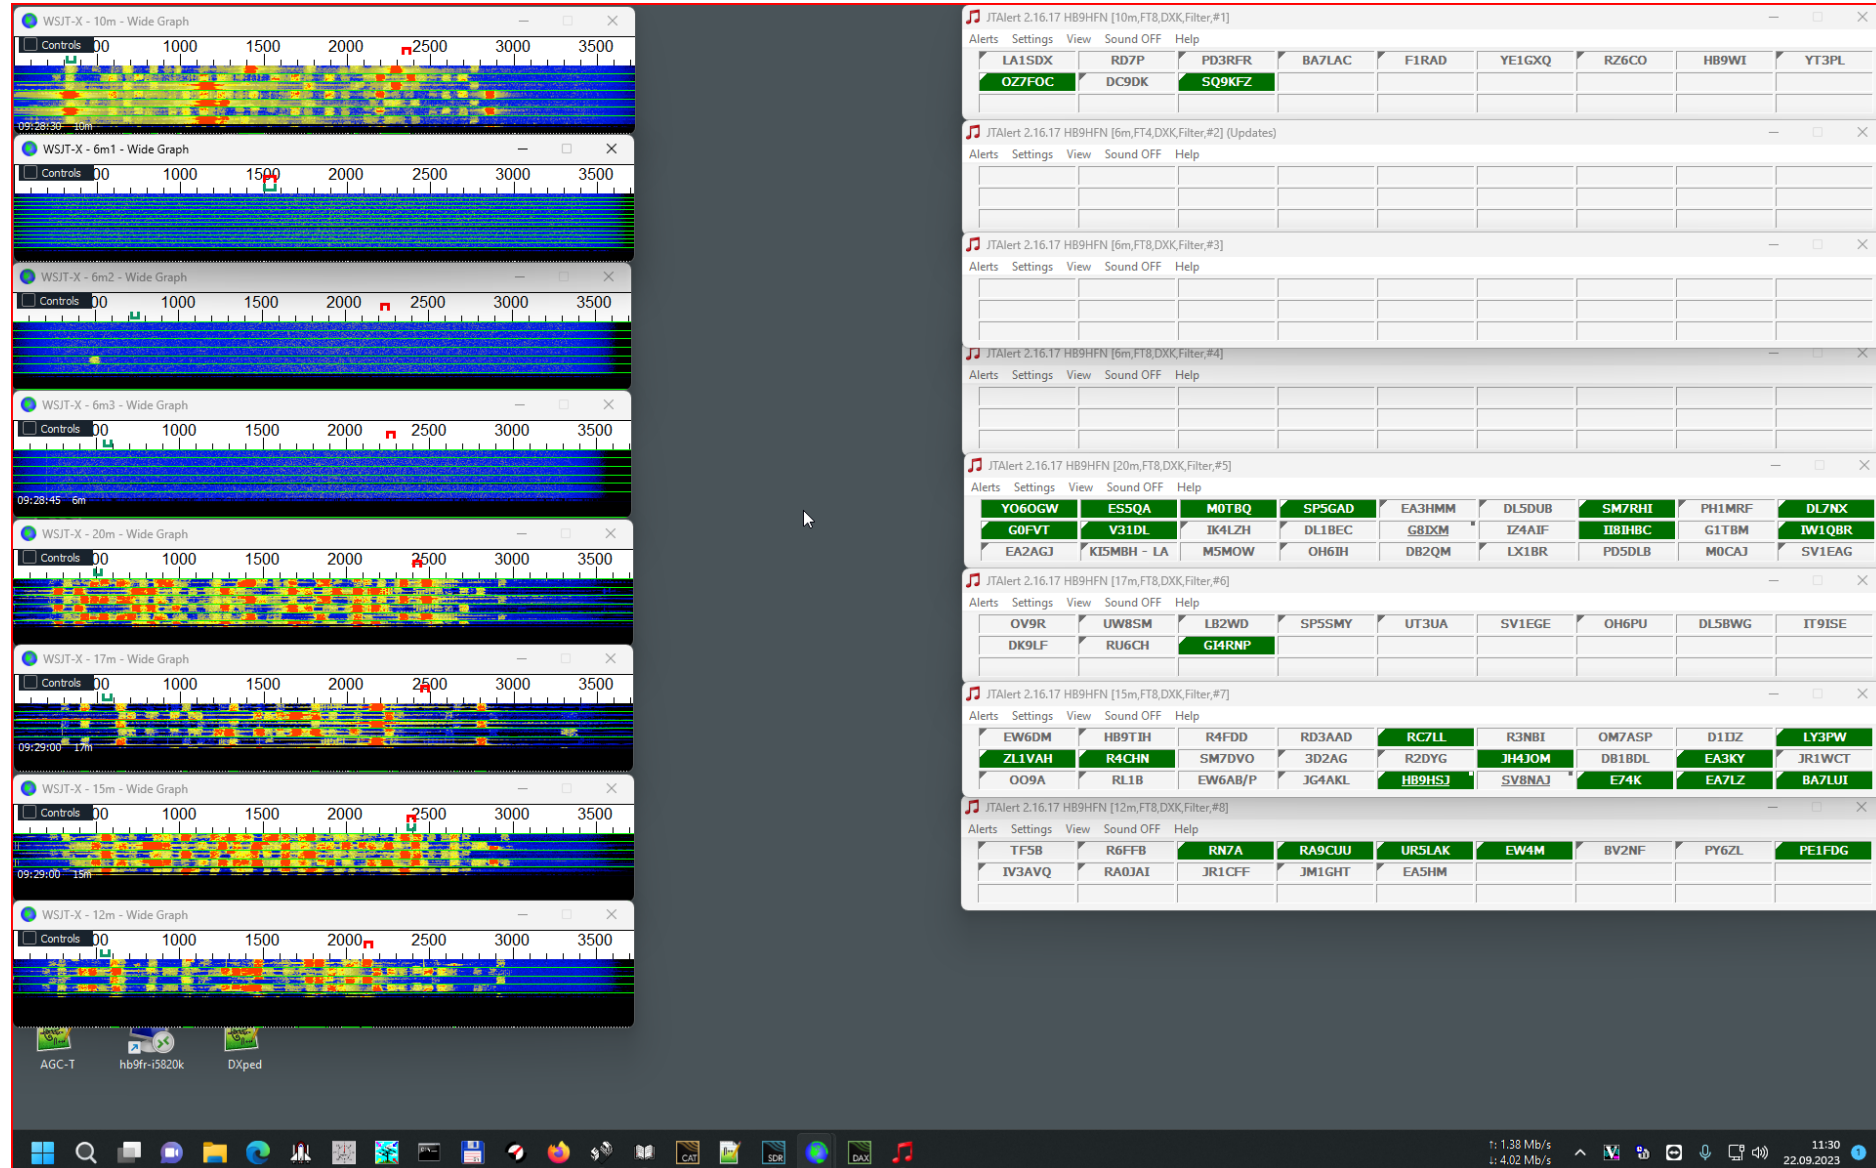 WSJT-X - 10m - Wide Graph
Controls 00 1000 1500 2000 2500 3000 3500
09:28:30 10m
WSJT-X - 6m1 - Wide Graph
Controls 00 1000 1500 2000 2500 3000 3500
WSJT-X - 6m2 - Wide Graph
Controls 00 1000 1500 2000 2500 3000 3500
WSJT-X - 6m3 - Wide Graph
Controls 00 1000 1500 2000 2500 3000 3500
09:28:45 6m
WSJT-X - 20m - Wide Graph
Controls 00 1000 1500 2000 2500 3000 3500
WSJT-X - 17m - Wide Graph
Controls 00 1000 1500 2000 2500 3000 3500
09:29:00 17m
WSJT-X - 15m - Wide Graph
Controls 00 1000 1500 2000 2500 3000 3500
09:29:00 15m
WSJT-X - 12m - Wide Graph
Controls 00 1000 1500 2000 2500 3000 3500
JTAlert 2.16.17 HB9HFN [10m,FT8,DXK,Filter,#1]
Alerts Settings View Sound OFF Help
LA1SDX RD7P PD3RFR BA7LAC F1RAD YE1GXQ RZ6CO HB9WI YT3PL
OZ7FOC DC9DK SQ9KFZ
JTAlert 2.16.17 HB9HFN [6m,FT4,DXK,Filter,#2] (Updates)
Alerts Settings View Sound OFF Help
JTAlert 2.16.17 HB9HFN [6m,FT8,DXK,Filter,#3]
Alerts Settings View Sound OFF Help
JTAlert 2.16.17 HB9HFN [6m,FT8,DXK,Filter,#4]
Alerts Settings View Sound OFF Help
JTAlert 2.16.17 HB9HFN [20m,FT8,DXK,Filter,#5]
Alerts Settings View Sound OFF Help
YO6OGW ES5QA M0TBQ SP5GAD EA3HMM DL5DUB SM7RHI PH1MRF DL7NX
G0FVT V31DL IK4LZH DL1BEC G8IXM IZ4AIF II8IHBC G1TBM IW1QBR
EA2AGJ KI5MBH - LA M5MOW OH6IH DB2QM LX1BR PD5DLB M0CAJ SV1EAG
JTAlert 2.16.17 HB9HFN [17m,FT8,DXK,Filter,#6]
Alerts Settings View Sound OFF Help
OV9R UW8SM LB2WD SP5SMY UT3UA SV1EGE OH6PU DL5BWG IT9ISE
DK9LF RU6CH GI4RNP
JTAlert 2.16.17 HB9HFN [15m,FT8,DXK,Filter,#7]
Alerts Settings View Sound OFF Help
EW6DM HB9TIH R4FDD RD3AAD RC7LL R3NBI OM7ASP D1IJZ LY3PW
ZL1VAH R4CHN SM7DVO 3D2AG R2DYG JH4JOM DB1BDL EA3KY JR1WCT
OO9A RL1B EW6AB/P JG4AKL HB9HSJ SV8NAJ E74K EA7LZ BA7LUI
JTAlert 2.16.17 HB9HFN [12m,FT8,DXK,Filter,#8]
Alerts Settings View Sound OFF Help
TF5B R6FFB RN7A RA9CUU UR5LAK EW4M BV2NF PY6ZL PE1FDG
IV3AVQ RA0JAI JR1CFF JM1GHT EA5HM
AGC-T hb9fr-i5820k DXped
CAT SDR DAX
↑: 1.38 Mb/s
↓: 4.02 Mb/s
11:30
22.09.2023
1